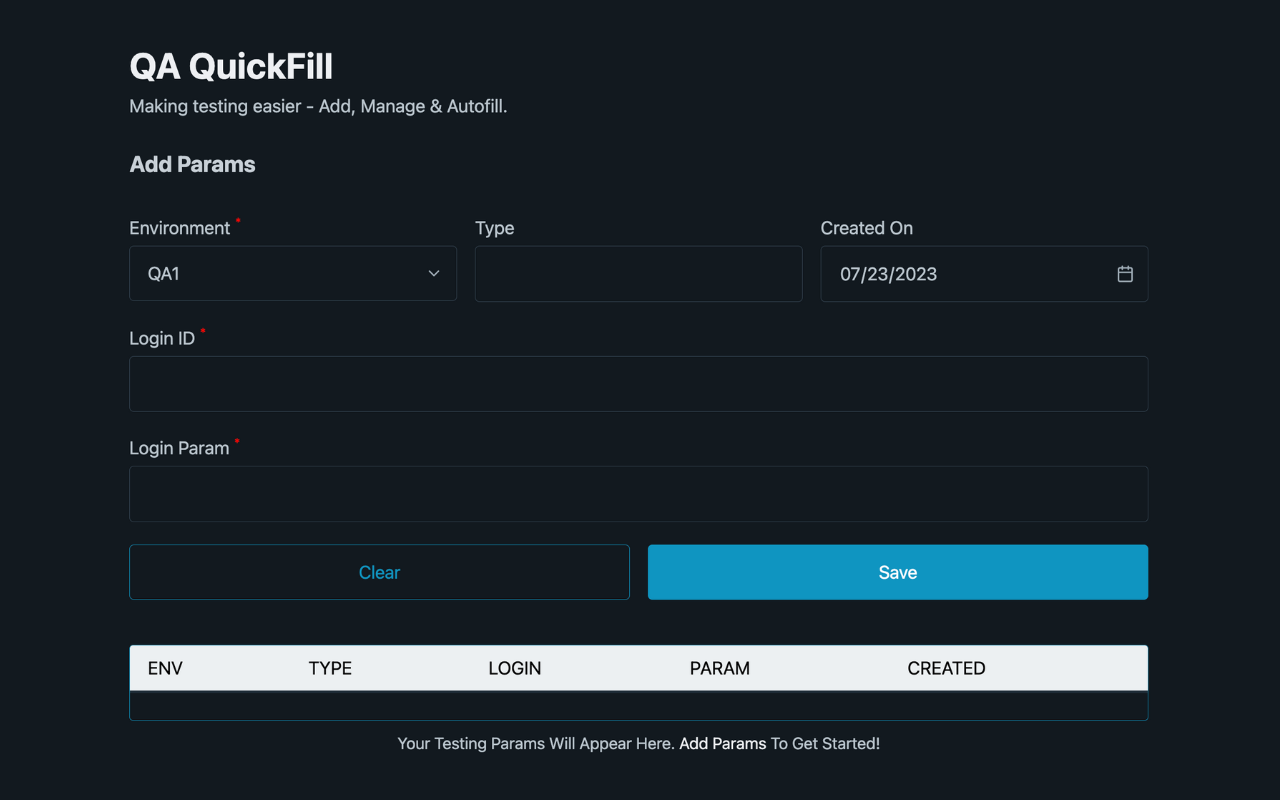 QA QuickFill
Making testing easier - Add, Manage & Autofill.
Add Params
Environment * Type Created On
QA1 07/23/2023
Login ID *
Login Param *
Clear Save
ENV TYPE LOGIN PARAM CREATED
Your Testing Params Will Appear Here. Add Params To Get Started!